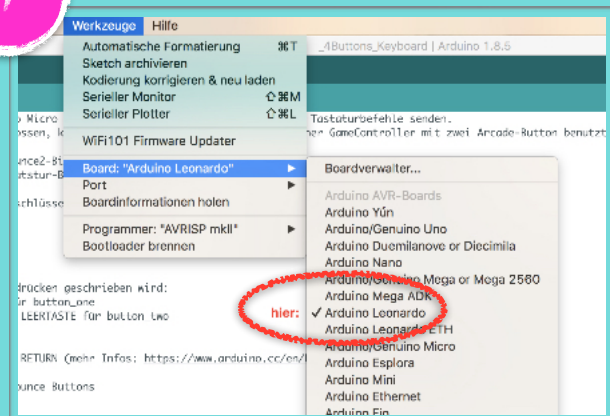 Werkzeuge Hilfe
Automatische Formatierung ⌘T
_4Buttons_Keyboard | Arduino 1.8.5
Sketch archivieren
Kodierung korrigieren & neu laden
Serieller Monitor ⇧⌘M
Serieller Plotter ⇧⌘L
WiFi101 Firmware Updater
Board: "Arduino Leonardo"
Port
Boardinformationen holen
Programmer: "AVRISP mkII"
Bootloader brennen
Micro
Tastaturbefehle senden.
GameController mit zwei Arcade-Button benutzt
Boardverwalter...
Arduino AVR-Boards
Arduino Yún
Arduino/Genuino Uno
Arduino Duemilanove or Diecimila
Arduino Nano
Arduino/Genuino Mega or Mega 2560
Arduino Mega ADK
hier: ✓ Arduino Leonardo
Arduino Leonardo ETH
Arduino/Genuino Micro
Arduino Esplora
Arduino Mini
Arduino Ethernet
Arduino Fio
drücken geschrieben wird:
button_one
LEERTASTE für button two
RETURN (mehr Infos: https://www.arduino.cc/en/
Buttons